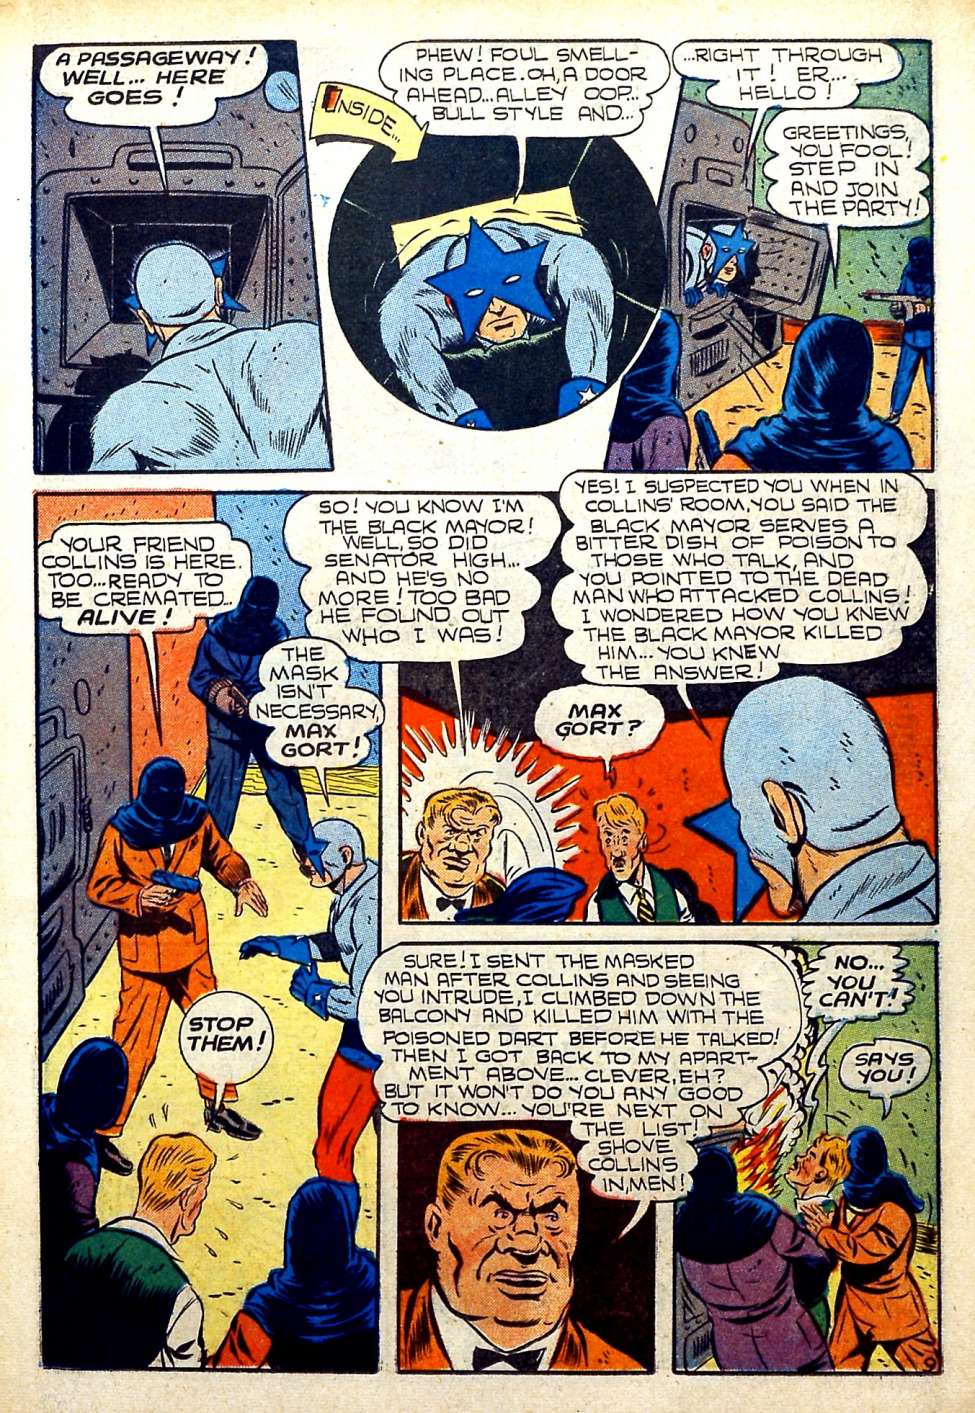 A PASSAGEWAY!
WELL... HERE
GOES!
INSIDE...
PHEW! FOUL SMELL-
ING PLACE. OH, A DOOR
AHEAD... ALLEY OOP...
BULL STYLE AND...
...RIGHT THROUGH
IT! ER...
HELLO!
GREETINGS,
YOU FOOL!
STEP IN
AND JOIN
THE PARTY!
YOUR FRIEND
COLLINS IS HERE.
TOO...READY TO
BE CREMATED...
ALIVE!
THE
MASK
ISN'T
NECESSARY,
MAX
GORT!
STOP
THEM!
SO! YOU KNOW I'M
THE BLACK MAYOR!
WELL, SO DID
SENATOR HIGH...
AND HE'S NO
MORE! TOO BAD
HE FOUND OUT
WHO I WAS!
MAX
GORT?
YES! I SUSPECTED YOU WHEN IN
COLLINS' ROOM, YOU SAID THE
BLACK MAYOR SERVES A
BITTER DISH OF POISON TO
THOSE WHO TALK, AND
YOU POINTED TO THE DEAD
MAN WHO ATTACKED COLLINS!
I WONDERED HOW YOU KNEW
THE BLACK MAYOR KILLED
HIM... YOU KNEW
THE ANSWER!
SURE! I SENT THE MASKED
MAN AFTER COLLINS AND SEEING
YOU INTRUDE, I CLIMBED DOWN THE
BALCONY AND KILLED HIM WITH THE
POISONED DART BEFORE HE TALKED!
THEN I GOT BACK TO MY APART-
MENT ABOVE... CLEVER, EH?
BUT IT WON'T DO YOU ANY GOOD
TO KNOW... YOU'RE NEXT ON
THE LIST!
SHOVE
COLLINS
IN, MEN!
NO...
YOU
CAN'T!
SAYS
YOU!